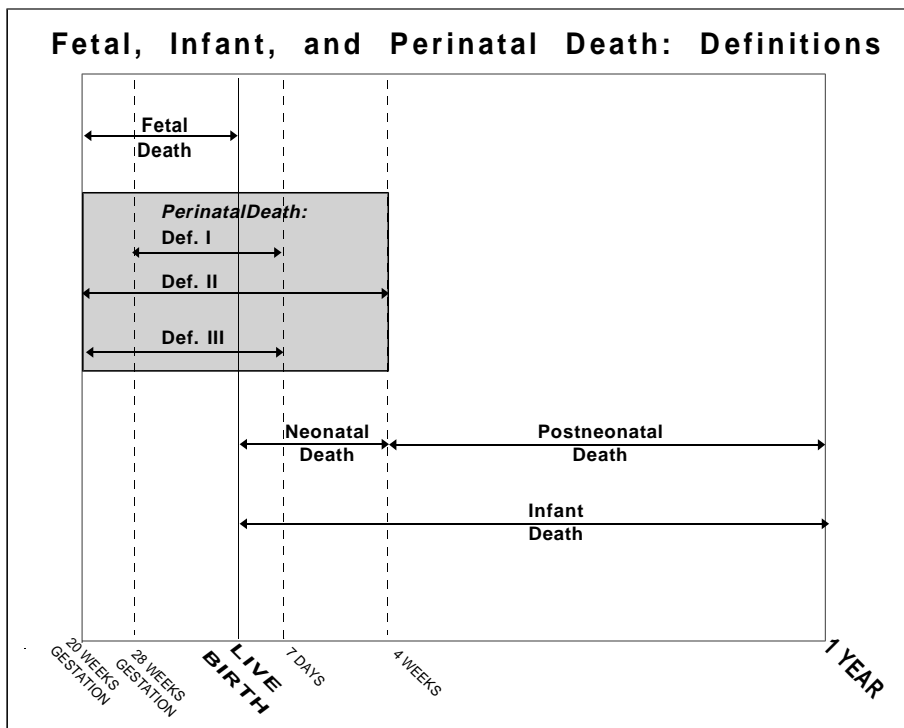 Fetal, Infant, and Perinatal Death: Definitions
Fetal
Death
PerinatalDeath:
Def. I
Def. II
Def. III
Neonatal
Death
Postneonatal
Death
Infant
Death
20 WEEKS
GESTATION
28 WEEKS
GESTATION
LIVE
BIRTH
7 DAYS
4 WEEKS
1 YEAR